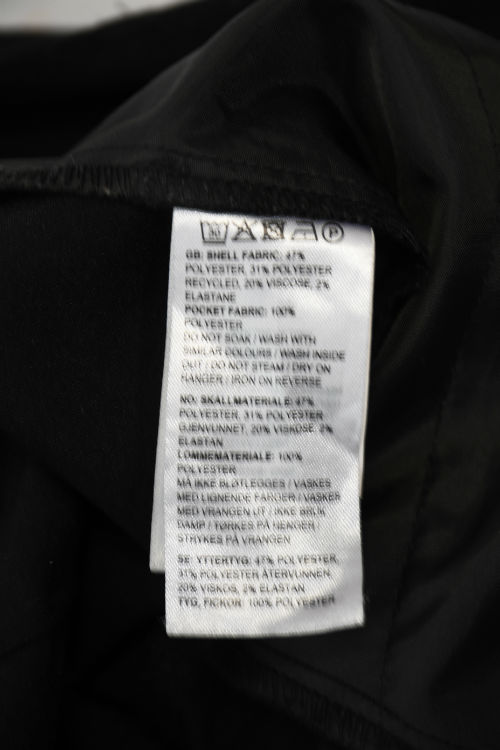 GB: SHELL FABRIC: 47%
POLYESTER, 31% POLYESTER
RECYCLED, 20% VISCOSE, 2%
ELASTANE
POCKET FABRIC: 100%
POLYESTER
DO NOT SOAK / WASH WITH
SIMILAR COLOURS / WASH INSIDE
OUT / DO NOT STEAM / DRY ON
HANGER / IRON ON REVERSE
NO: SKALLMATERIALE: 47%
POLYESTER, 31% POLYESTER
GJENVUNNET, 20% VISKOSE, 2%
ELASTAN
LOMMEMATERIALE: 100%
POLYESTER
MÅ IKKE BLØTLEGGES / VASKES
MED LIGNENDE FARGER / VASKES
MED VRANGEN UT / IKKE BRUK
DAMP / TØRKES PÅ HENGER /
STRYKES PÅ VRANGEN
SE: YTTERTYG: 47% POLYESTER,
31% POLYESTER ÅTERVUNNEN,
20% VISKOS, 2% ELASTAN
TYG, FICKOR: 100% POLYESTER